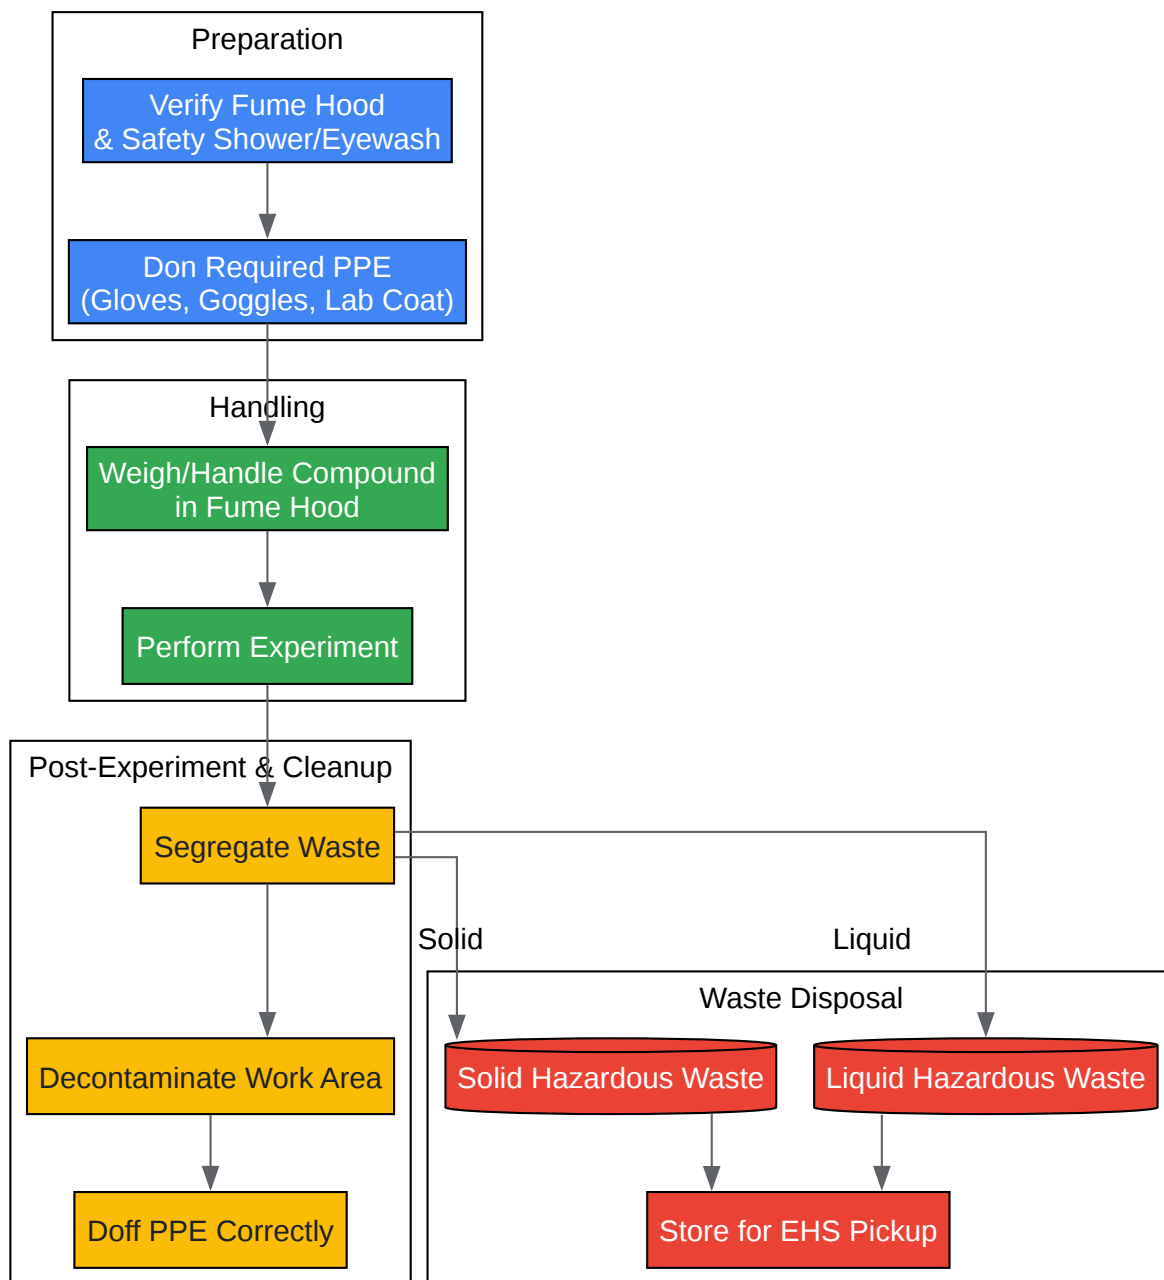 Preparation
Verify Fume Hood
& Safety Shower/Eyewash
Don Required PPE
(Gloves, Goggles, Lab Coat)
Handling
Weigh/Handle Compound
in Fume Hood
Perform Experiment
Post-Experiment & Cleanup
Segregate Waste
Solid
Liquid
Waste Disposal
Decontaminate Work Area
Solid Hazardous Waste
Liquid Hazardous Waste
Doff PPE Correctly
Store for EHS Pickup